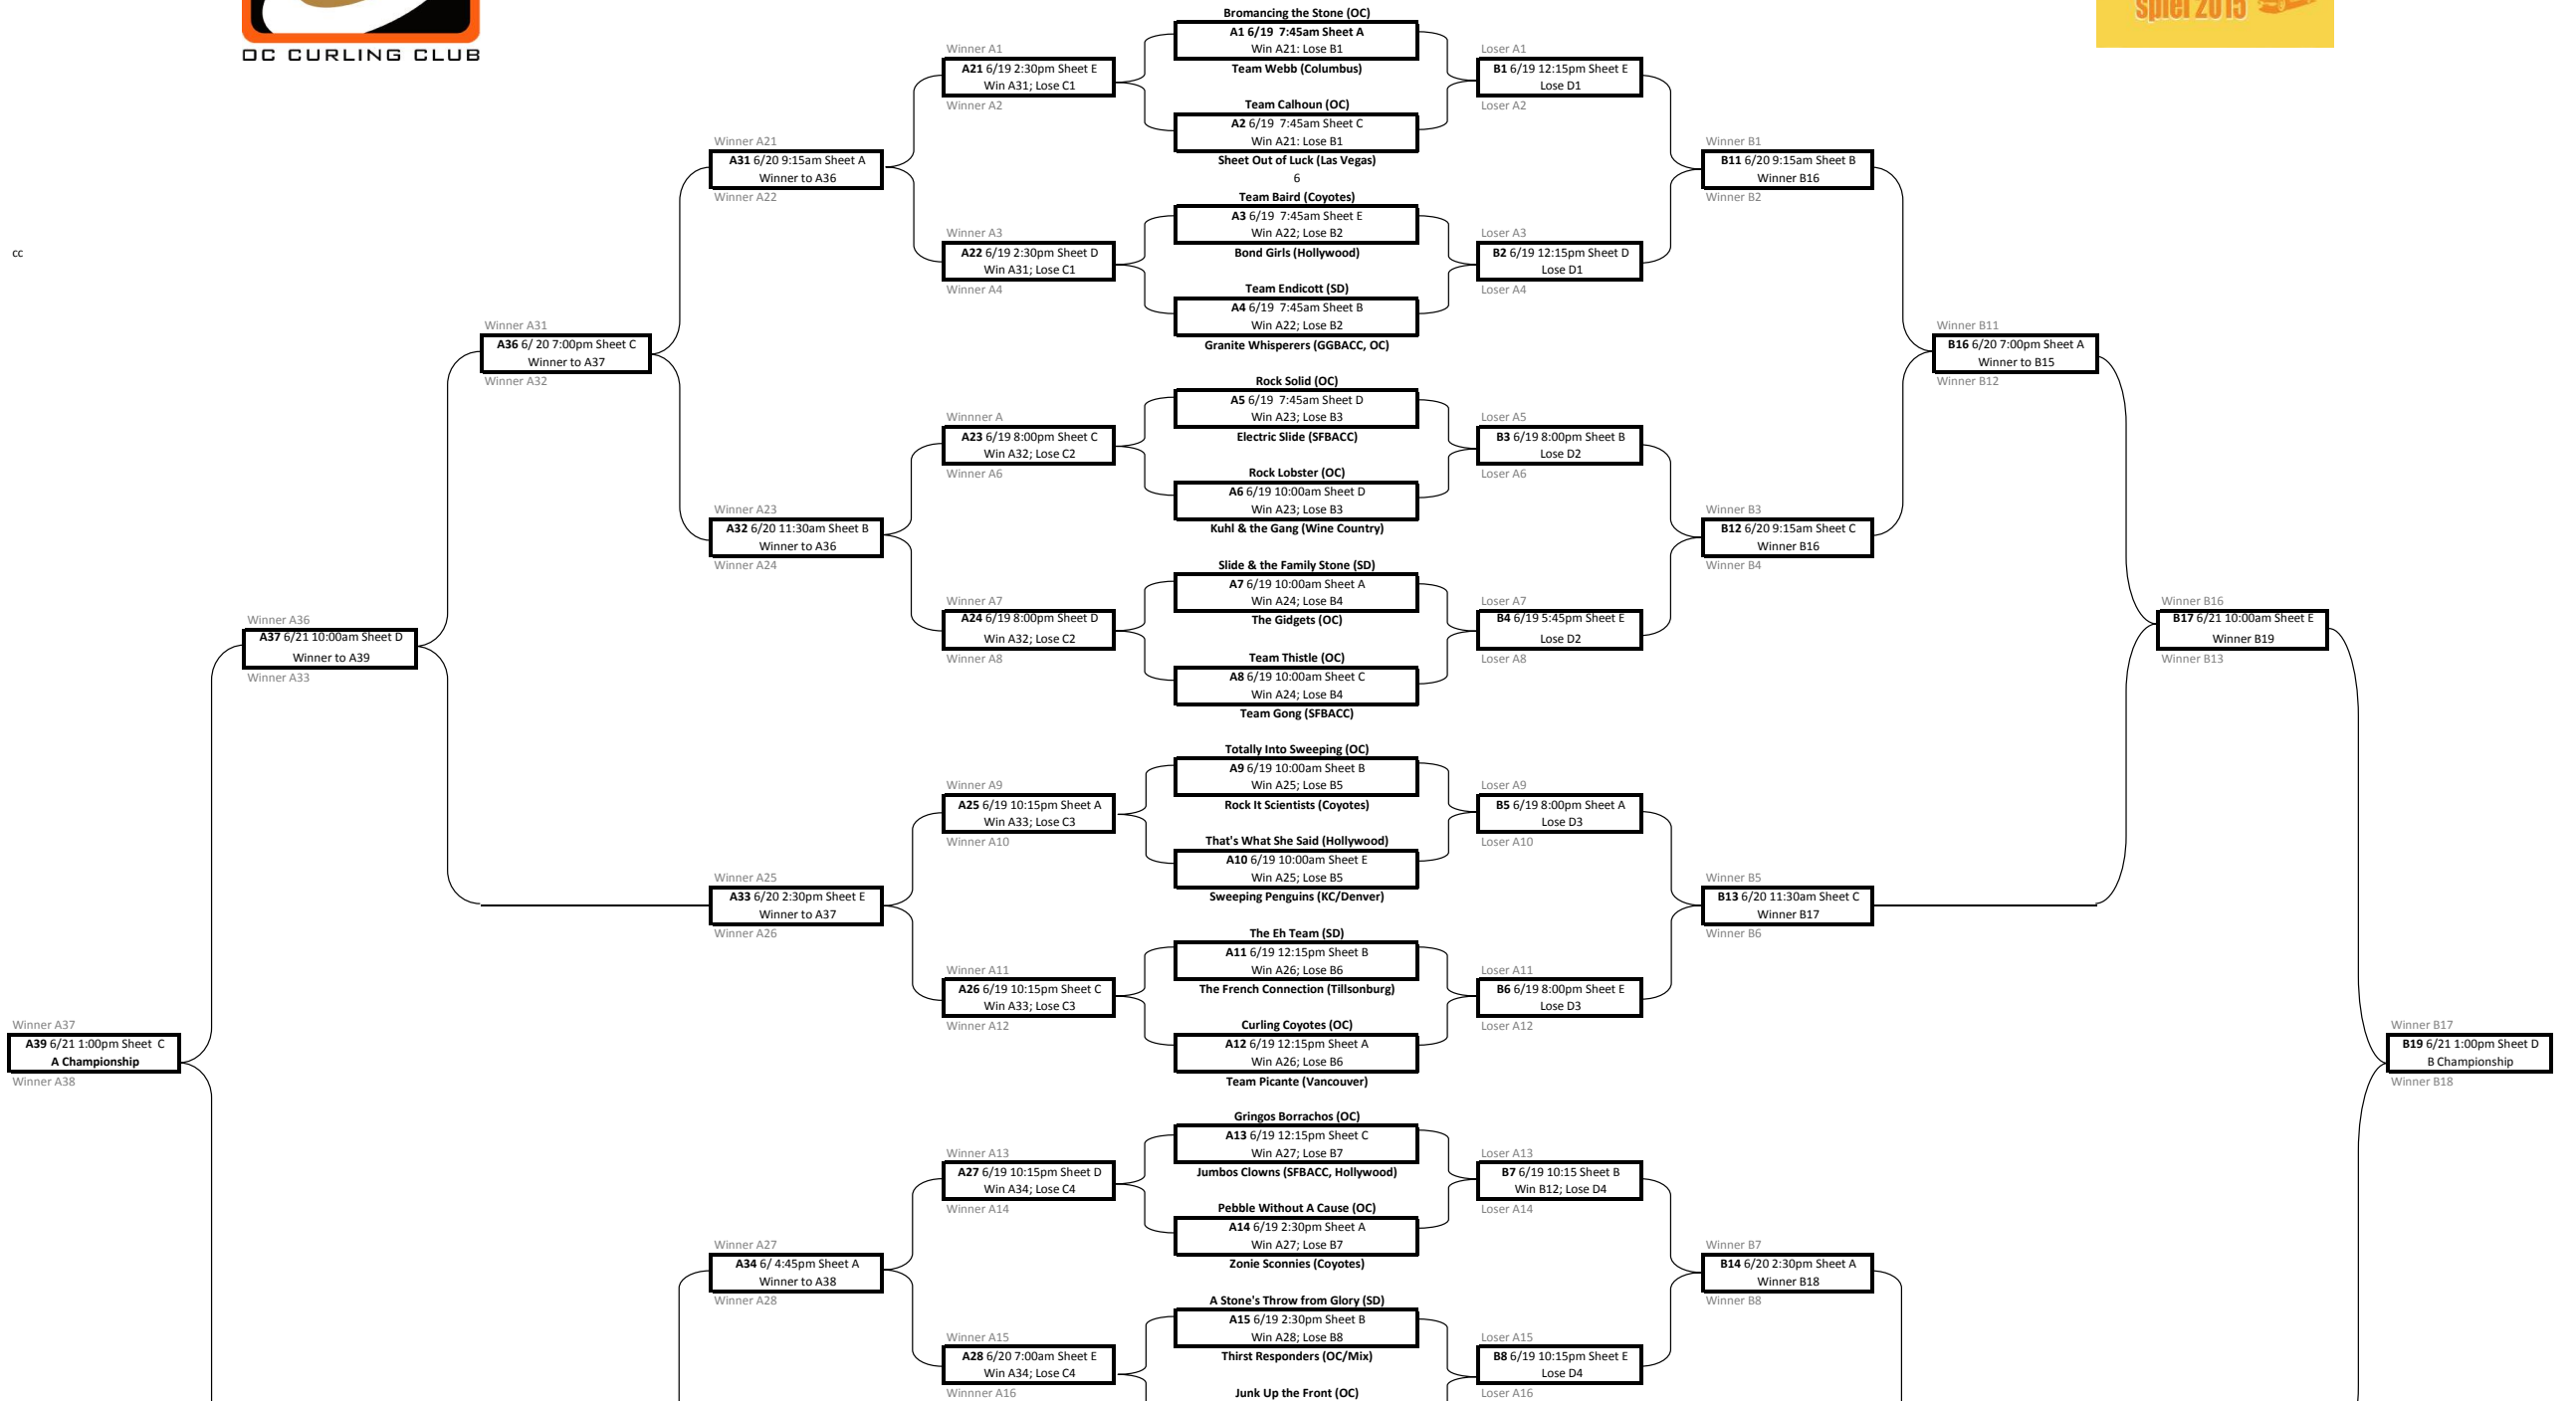 OC CURLING CLUB
spiel 2015
cc
Winner A37
A39 6/21 1:00pm Sheet C
A Championship
Winner A38
Winner A36
A37 6/21 10:00am Sheet D
Winner to A39
Winner A33
Winner A31
A36 6/ 20 7:00pm Sheet C
Winner to A37
Winner A32
Winner A21
A31 6/20 9:15am Sheet A
Winner to A36
Winner A22
Winner A23
A32 6/20 11:30am Sheet B
Winner to A36
Winner A24
Winner A25
A33 6/20 2:30pm Sheet E
Winner to A37
Winner A26
Winner A27
A34 6/ 4:45pm Sheet A
Winner to A38
Winner A28
Winner A1
A21 6/19 2:30pm Sheet E
Win A31; Lose C1
Winner A2
Winner A3
A22 6/19 2:30pm Sheet D
Win A31; Lose C1
Winner A4
Winnner A
A23 6/19 8:00pm Sheet C
Win A32; Lose C2
Winner A6
Winner A7
A24 6/19 8:00pm Sheet D
Win A32; Lose C2
Winner A8
Winner A9
A25 6/19 10:15pm Sheet A
Win A33; Lose C3
Winner A10
Winner A11
A26 6/19 10:15pm Sheet C
Win A33; Lose C3
Winner A12
Winner A13
A27 6/19 10:15pm Sheet D
Win A34; Lose C4
Winner A14
Winner A15
A28 6/20 7:00am Sheet E
Win A34; Lose C4
Winnner A16
Bromancing the Stone (OC)
A1 6/19 7:45am Sheet A
Win A21: Lose B1
Team Webb (Columbus)
Team Calhoun (OC)
A2 6/19 7:45am Sheet C
Win A21: Lose B1
Sheet Out of Luck (Las Vegas)
6
Team Baird (Coyotes)
A3 6/19 7:45am Sheet E
Win A22; Lose B2
Bond Girls (Hollywood)
Team Endicott (SD)
A4 6/19 7:45am Sheet B
Win A22; Lose B2
Granite Whisperers (GGBACC, OC)
Rock Solid (OC)
A5 6/19 7:45am Sheet D
Win A23; Lose B3
Electric Slide (SFBACC)
Rock Lobster (OC)
A6 6/19 10:00am Sheet D
Win A23; Lose B3
Kuhl & the Gang (Wine Country)
Slide & the Family Stone (SD)
A7 6/19 10:00am Sheet A
Win A24; Lose B4
The Gidgets (OC)
Team Thistle (OC)
A8 6/19 10:00am Sheet C
Win A24; Lose B4
Team Gong (SFBACC)
Totally Into Sweeping (OC)
A9 6/19 10:00am Sheet B
Win A25; Lose B5
Rock It Scientists (Coyotes)
That's What She Said (Hollywood)
A10 6/19 10:00am Sheet E
Win A25; Lose B5
Sweeping Penguins (KC/Denver)
The Eh Team (SD)
A11 6/19 12:15pm Sheet B
Win A26; Lose B6
The French Connection (Tillsonburg)
Curling Coyotes (OC)
A12 6/19 12:15pm Sheet A
Win A26; Lose B6
Team Picante (Vancouver)
Gringos Borrachos (OC)
A13 6/19 12:15pm Sheet C
Win A27; Lose B7
Jumbos Clowns (SFBACC, Hollywood)
Pebble Without A Cause (OC)
A14 6/19 2:30pm Sheet A
Win A27; Lose B7
Zonie Sconnies (Coyotes)
A Stone's Throw from Glory (SD)
A15 6/19 2:30pm Sheet B
Win A28; Lose B8
Thirst Responders (OC/Mix)
Junk Up the Front (OC)
Loser A1
B1 6/19 12:15pm Sheet E
Lose D1
Loser A2
Loser A3
B2 6/19 12:15pm Sheet D
Lose D1
Loser A4
Loser A5
B3 6/19 8:00pm Sheet B
Lose D2
Loser A6
Loser A7
B4 6/19 5:45pm Sheet E
Lose D2
Loser A8
Loser A9
B5 6/19 8:00pm Sheet A
Lose D3
Loser A10
Loser A11
B6 6/19 8:00pm Sheet E
Lose D3
Loser A12
Loser A13
B7 6/19 10:15 Sheet B
Win B12; Lose D4
Loser A14
Loser A15
B8 6/19 10:15pm Sheet E
Lose D4
Loser A16
Winner B1
B11 6/20 9:15am Sheet B
Winner B16
Winner B2
Winner B3
B12 6/20 9:15am Sheet C
Winner B16
Winner B4
Winner B5
B13 6/20 11:30am Sheet C
Winner B17
Winner B6
Winner B7
B14 6/20 2:30pm Sheet A
Winner B18
Winner B8
Winner B11
B16 6/20 7:00pm Sheet A
Winner to B15
Winner B12
Winner B16
B17 6/21 10:00am Sheet E
Winner B19
Winner B13
Winner B17
B19 6/21 1:00pm Sheet D
B Championship
Winner B18